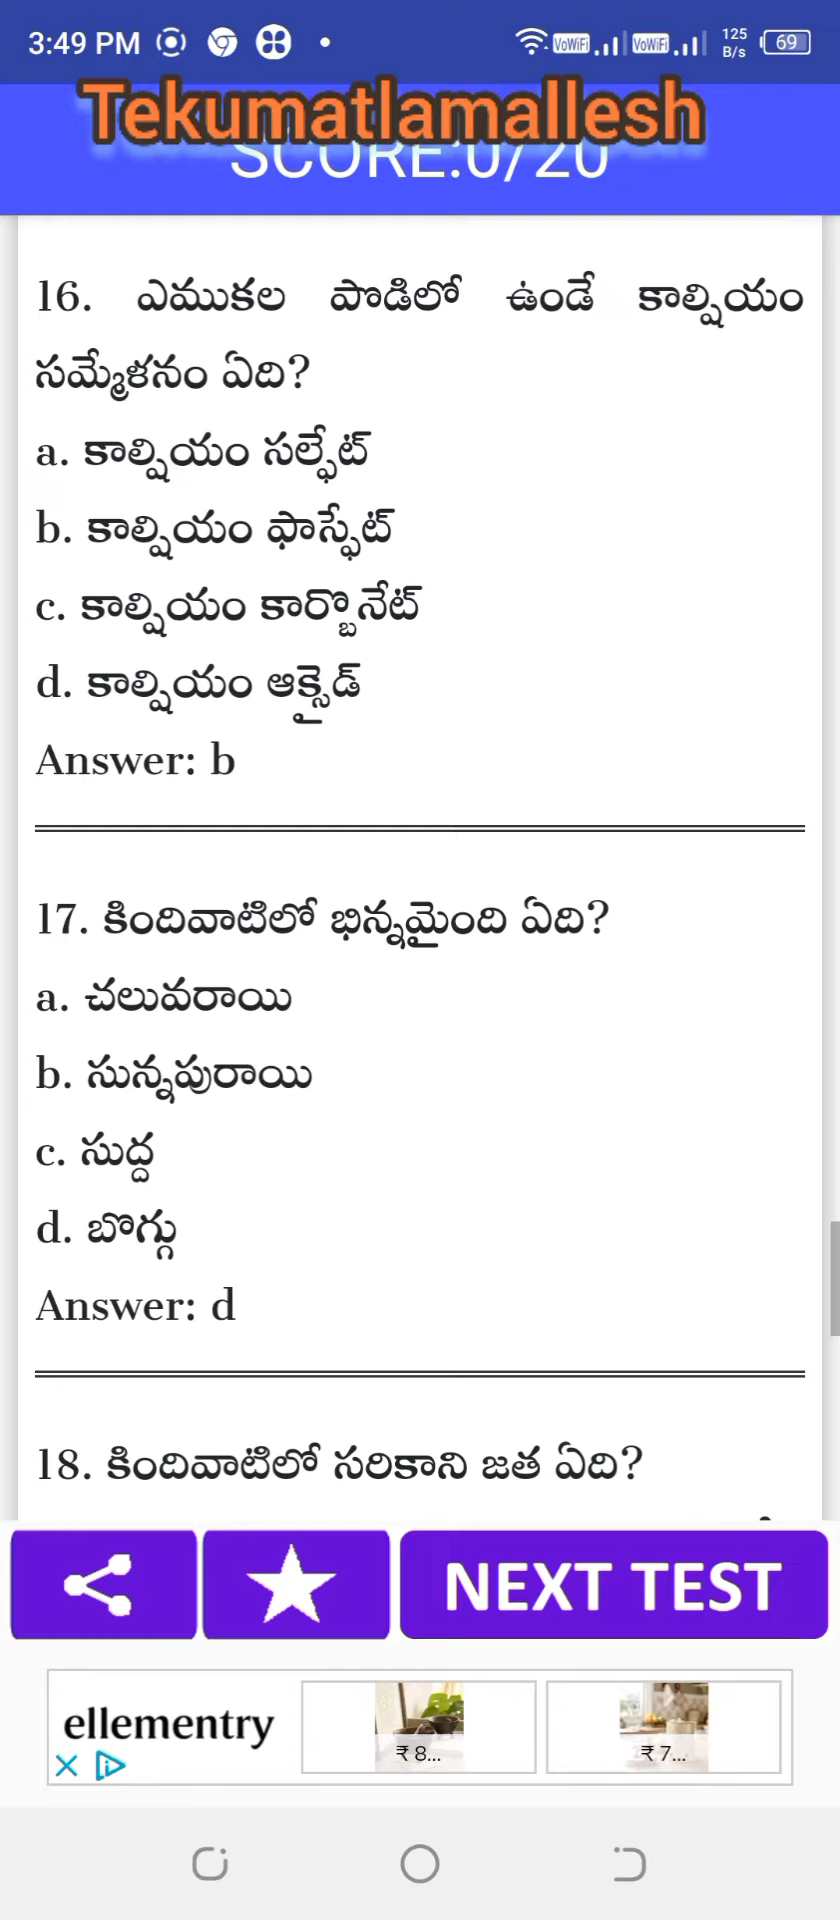 3:49 PM
VoWiFi VoWiFi 125 B/s 69
Tekumatlamallesh
SCORE:0/20
16. ఎముకల పొడిలో ఉండే కాల్షియం
సమ్మేళనం ఏది?
a. కాల్షియం సల్ఫేట్
b. కాల్షియం ఫాస్ఫేట్
c. కాల్షియం కార్బొనేట్
d. కాల్షియం ఆక్సైడ్
Answer: b
17. కిందివాటిలో భిన్నమైంది ఏది?
a. చలువరాయి
b. సున్నపురాయి
c. సుద్ద
d. బొగ్గు
Answer: d
18. కిందివాటిలో సరికాని జత ఏది?
NEXT TEST
ellementry
₹ 8...
₹ 7...